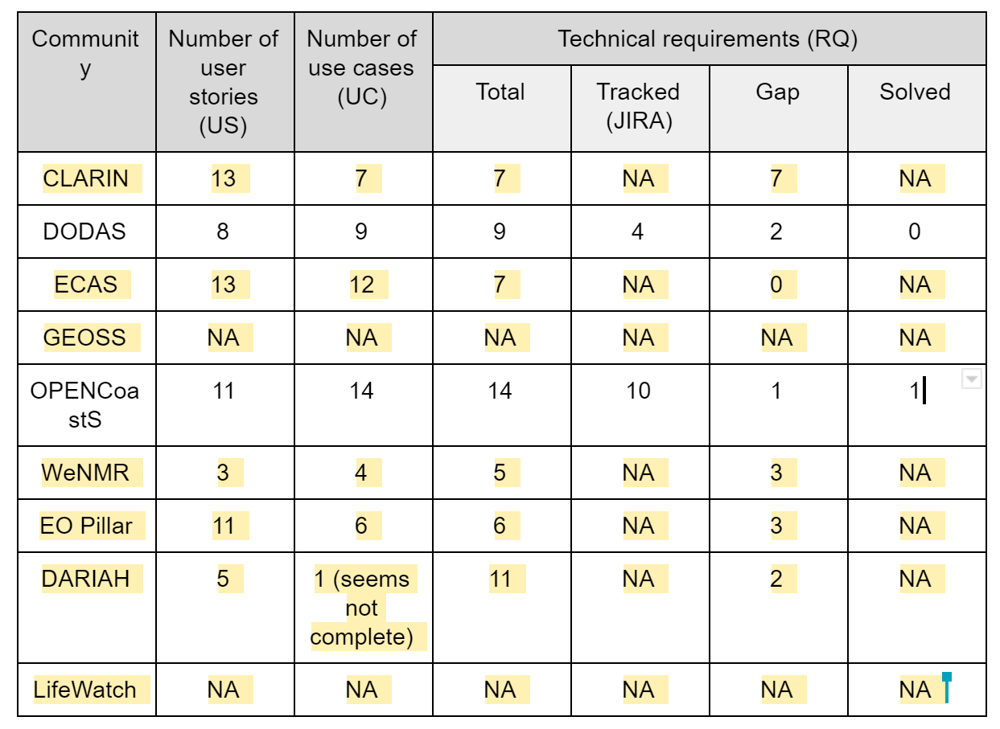 Communit
y
Number of
user
stories
(US)
Number of
use cases
(UC)
Technical requirements (RQ)
Total
Tracked
(JIRA)
Gap
Solved
CLARIN 13 7 7 NA 7 NA
DODAS 8 9 9 4 2 0
ECAS 13 12 7 NA 0 NA
GEOSS NA NA NA NA NA NA
OPENCoa
stS
11 14 14 10 1 1
WeNMR 3 4 5 NA 3 NA
EO Pillar 11 6 6 NA 3 NA
DARIAH 5
1 (seems
not
complete)
11 NA 2 NA
LifeWatch NA NA NA NA NA NA